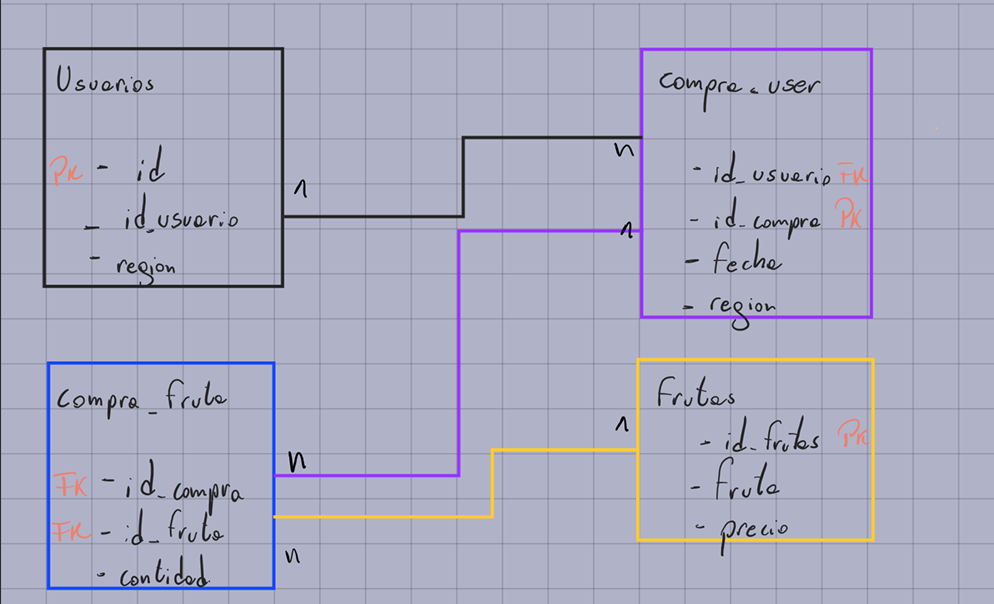 Usuarios
PK - id
- id_usuario
- region
1
n
compra_user
- id_usuario FK
- id_compra PK
- fecha
- region
1
compra_fruta
FK - id_compra
FK - id_fruta
- cantidad
n
n
1
Frutas
- id_frutas PK
- fruta
- precio